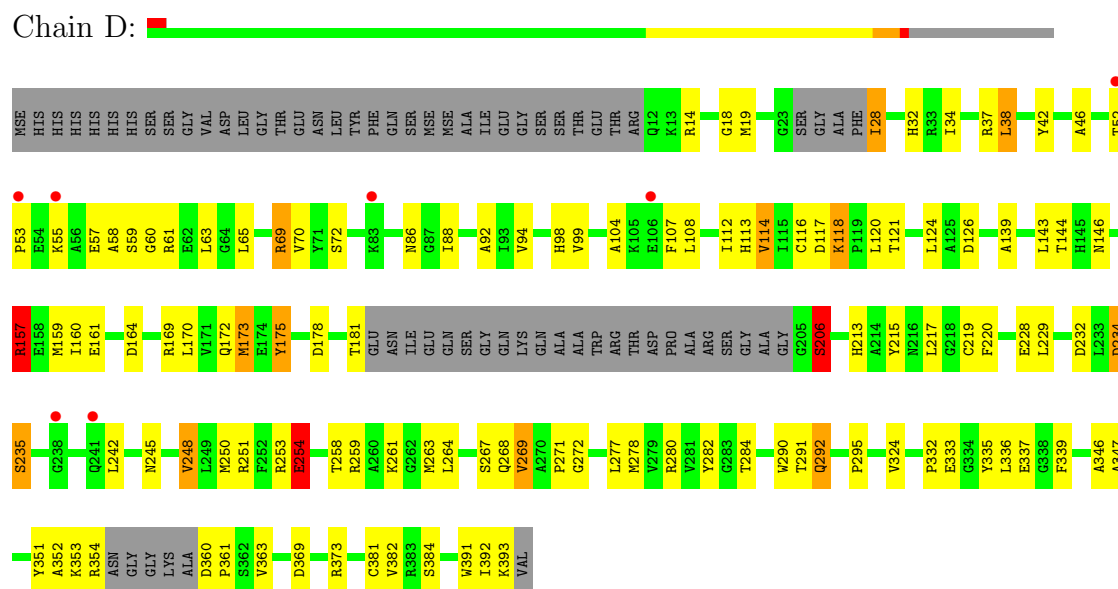 Chain D:
MSE HIS HIS HIS HIS HIS HIS SER SER GLY VAL ASP LEU GLY THR GLU ASN LEU TYR PHE GLN SER MSE MSE ALA ILE GLU GLY SER SER THR GLU THR ARG Q12 K13 R14 G18 M19 G23 SER GLY ALA PHE I28 H32 R33 I34 R37 L38 Y42 A46 T52
P53 E54 K55 A56 E57 A58 S59 G60 R61 E62 L63 G64 L65 R69 V70 Y71 S72 K83 N86 G87 I88 A92 I93 V94 H98 V99 A104 K105 E106 F107 L108 I112 H113 V114 I115 C116 D117 K118 P119 L120 T121 L124 A125 D126 A139 L143 T144 H145 N146
R157 E158 M159 I160 E161 D164 R169 L170 V171 Q172 M173 E174 Y175 D178 T181 GLU ASN ILE GLU GLN SER GLY GLN LYS GLN ALA ALA TRP ARG THR ASP PRO ALA ARG SER GLY ALA GLY G205 S206 H213 A214 Y215 N216 L217 G218 C219 F220 E228 L229 D232 L233
S235 G238 Q241 L242 N245 V248 L249 M250 R251 F252 R253 E254 T258 R259 A260 K261 G262 M263 L264 S267 Q268 V269 A270 P271 G272 L277 M278 V279 R280 V281 Y282 G283 T284 W290 T291 Q292 P295 V324 P332 E333 G334 Y335 L336 E337 G338 F339 A346 A347
Y351 A352 K353 R354 ASN GLY GLY LYS ALA D360 P361 S362 V363 D369 R373 C381 V382 R383 S384 W391 I392 K393 VAL